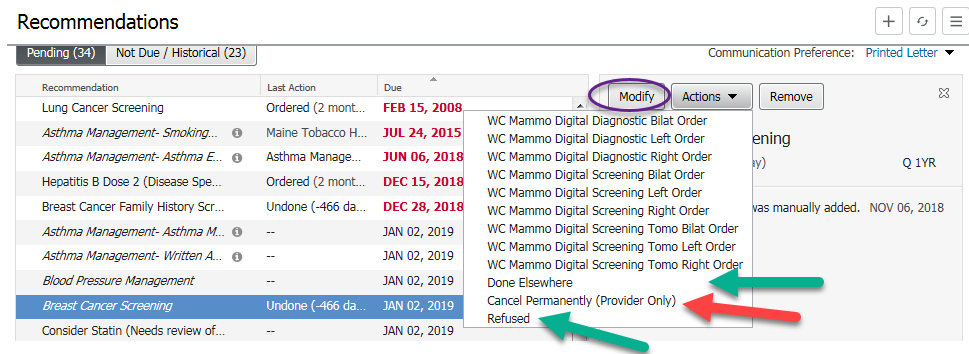 Recommendations
Pending (34) Not Due / Historical (23)
Communication Preference: Printed Letter
Recommendation Last Action Due
Lung Cancer Screening Ordered (2 mont... FEB 15, 2008
Asthma Management- Smoking... Maine Tobacco H... JUL 24, 2015
Asthma Management- Asthma E... Asthma Manage... JUN 06, 2018
Hepatitis B Dose 2 (Disease Spe... Ordered (2 mont... DEC 15, 2018
Breast Cancer Family History Scr... Undone (-466 da... DEC 28, 2018
Asthma Management- Asthma M... -- JAN 02, 2019
Asthma Management- Written A... -- JAN 02, 2019
Blood Pressure Management -- JAN 02, 2019
Breast Cancer Screening Undone (-466 da... JAN 02, 2019
Consider Statin (Needs review of... -- JAN 02, 2019
Modify Actions Remove
WC Mammo Digital Diagnostic Bilat Order
WC Mammo Digital Diagnostic Left Order
WC Mammo Digital Diagnostic Right Order
WC Mammo Digital Screening Bilat Order
WC Mammo Digital Screening Left Order
WC Mammo Digital Screening Right Order
WC Mammo Digital Screening Tomo Bilat Order
WC Mammo Digital Screening Tomo Left Order
WC Mammo Digital Screening Tomo Right Order
Done Elsewhere
Cancel Permanently (Provider Only)
Refused
ening
ay) Q 1YR
was manually added. NOV 06, 2018